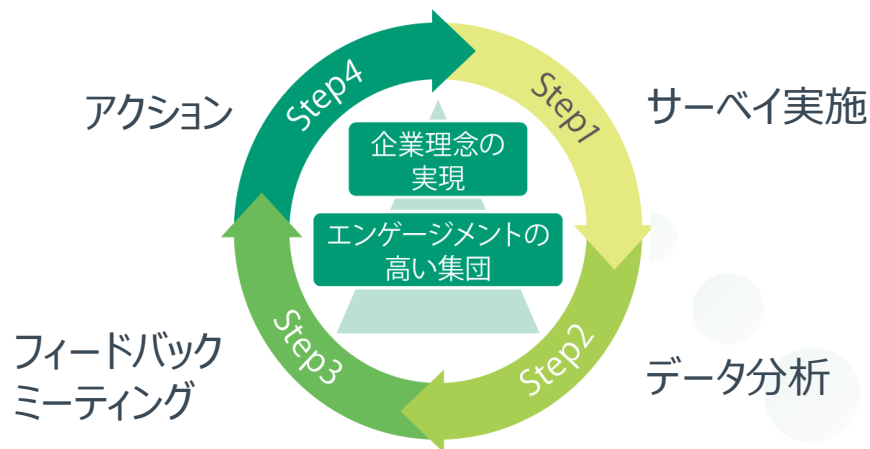 Step1
サーベイ実施
Step2
データ分析
Step3
フィードバック
ミーティング
Step4
アクション
企業理念の
実現
エンゲージメントの
高い集団